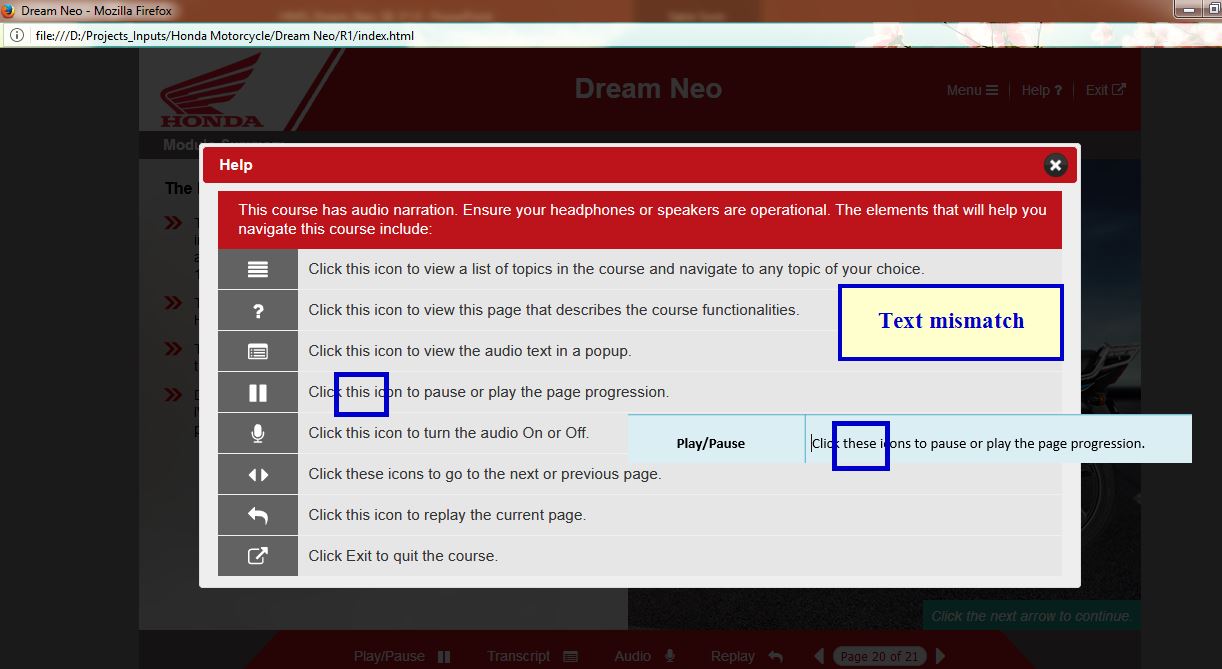 Dream Neo - Mozilla Firefox
file:///D:/Projects_Inputs/Honda Motorcycle/Dream Neo/R1/index.html
HONDA
Dream Neo
Menu
Help ?
Exit
Help
The
This course has audio narration. Ensure your headphones or speakers are operational. The elements that will help you
navigate this course include:
Click this icon to view a list of topics in the course and navigate to any topic of your choice.
? Click this icon to view this page that describes the course functionalities.
Text mismatch
Click this icon to view the audio text in a popup.
Click this icon to pause or play the page progression.
Click this icon to turn the audio On or Off.
Play/Pause
Click these icons to pause or play the page progression.
Click these icons to go to the next or previous page.
Click this icon to replay the current page.
Click Exit to quit the course.
Click the next arrow to continue.
Play/Pause
Transcript
Audio
Replay
Page 20 of 21